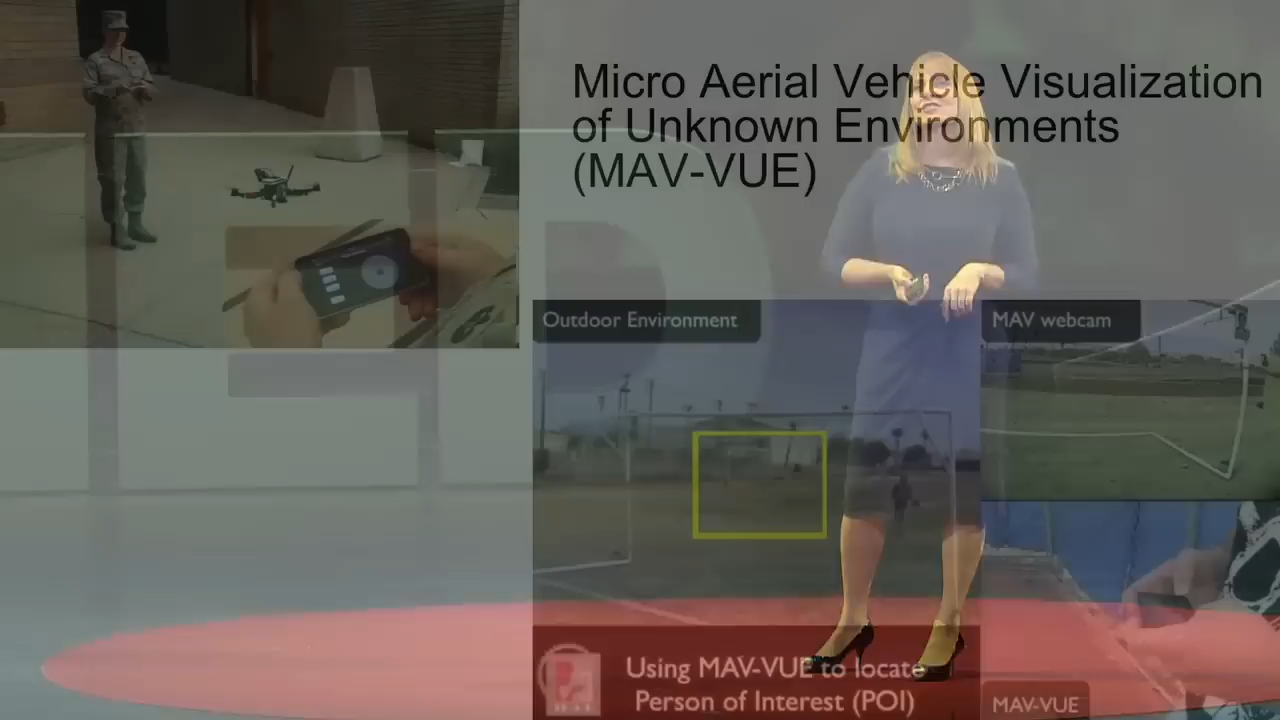 Micro Aerial Vehicle Visualization
of Unknown Environments
(MAV-VUE)
Outdoor Environment
MAV webcam
Using MAV-VUE to locate
Person of Interest (POI)
MAV-VUE